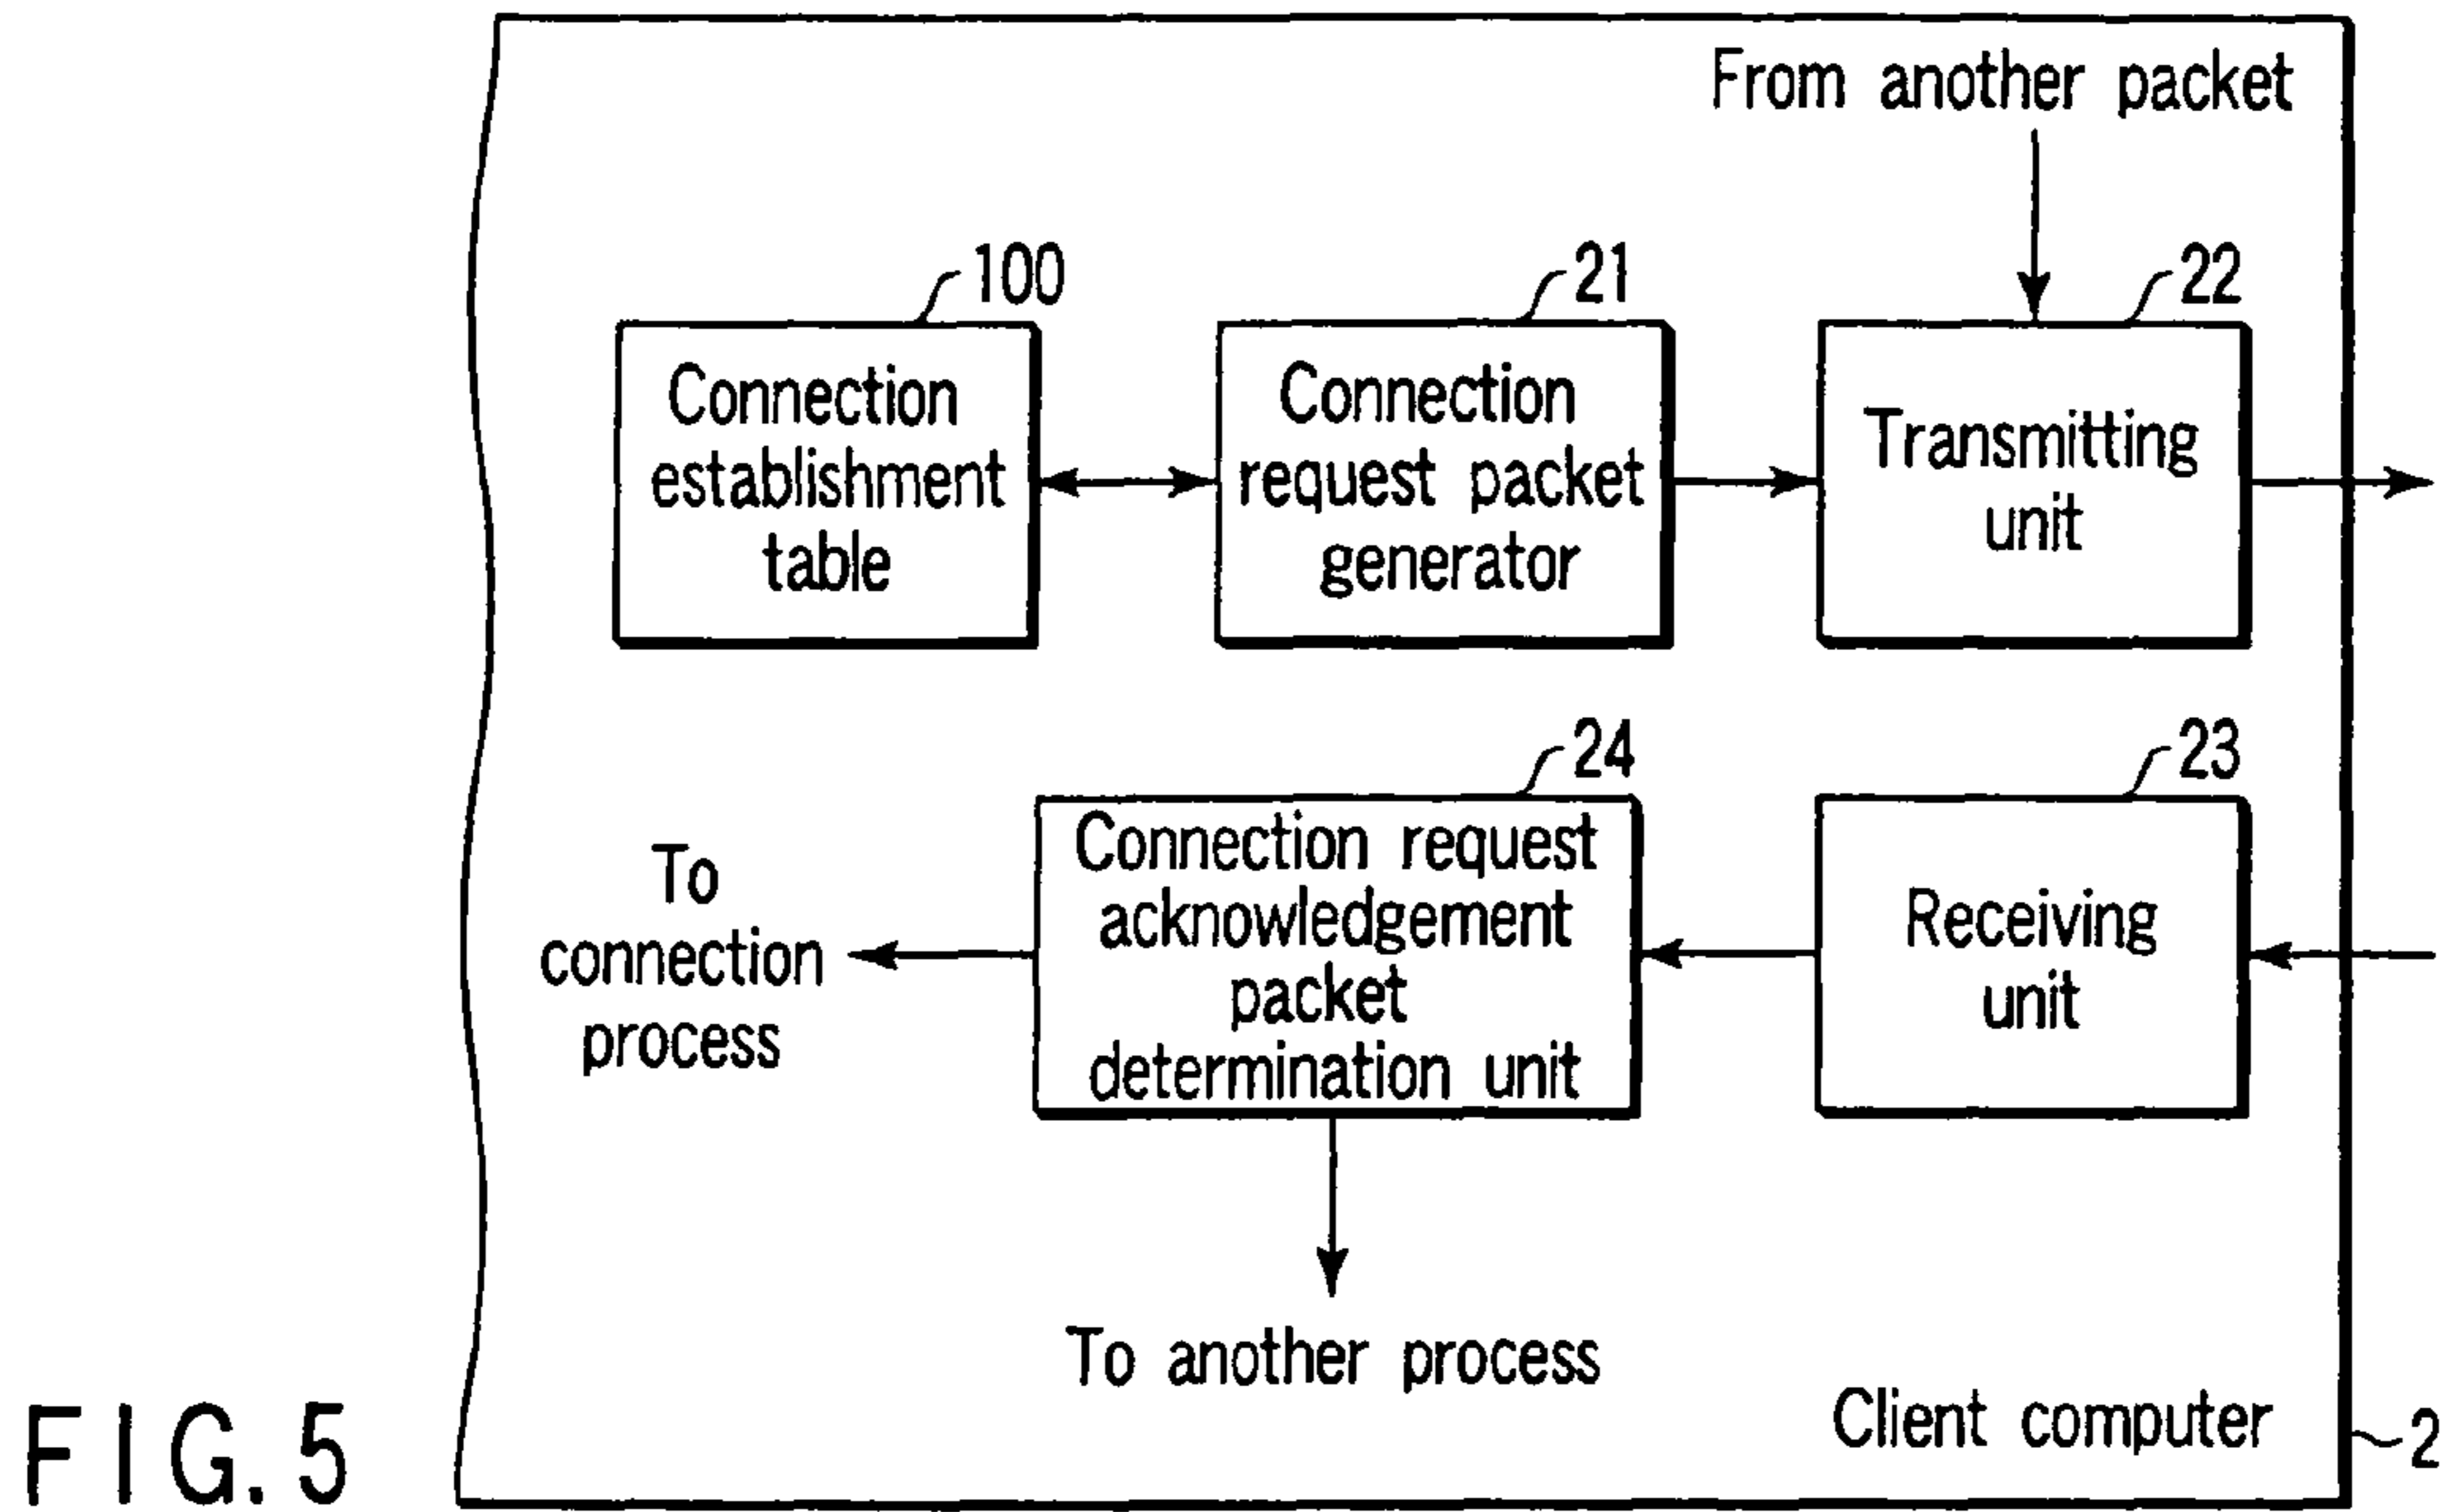 From another packet
100
21
22
Connection
establishment
table
Connection
request packet
generator
Transmitting
unit
24
23
To
connection
process
Connection request
acknowledgement
packet
determination unit
Receiving
unit
To another process
Client computer
2
FIG. 5